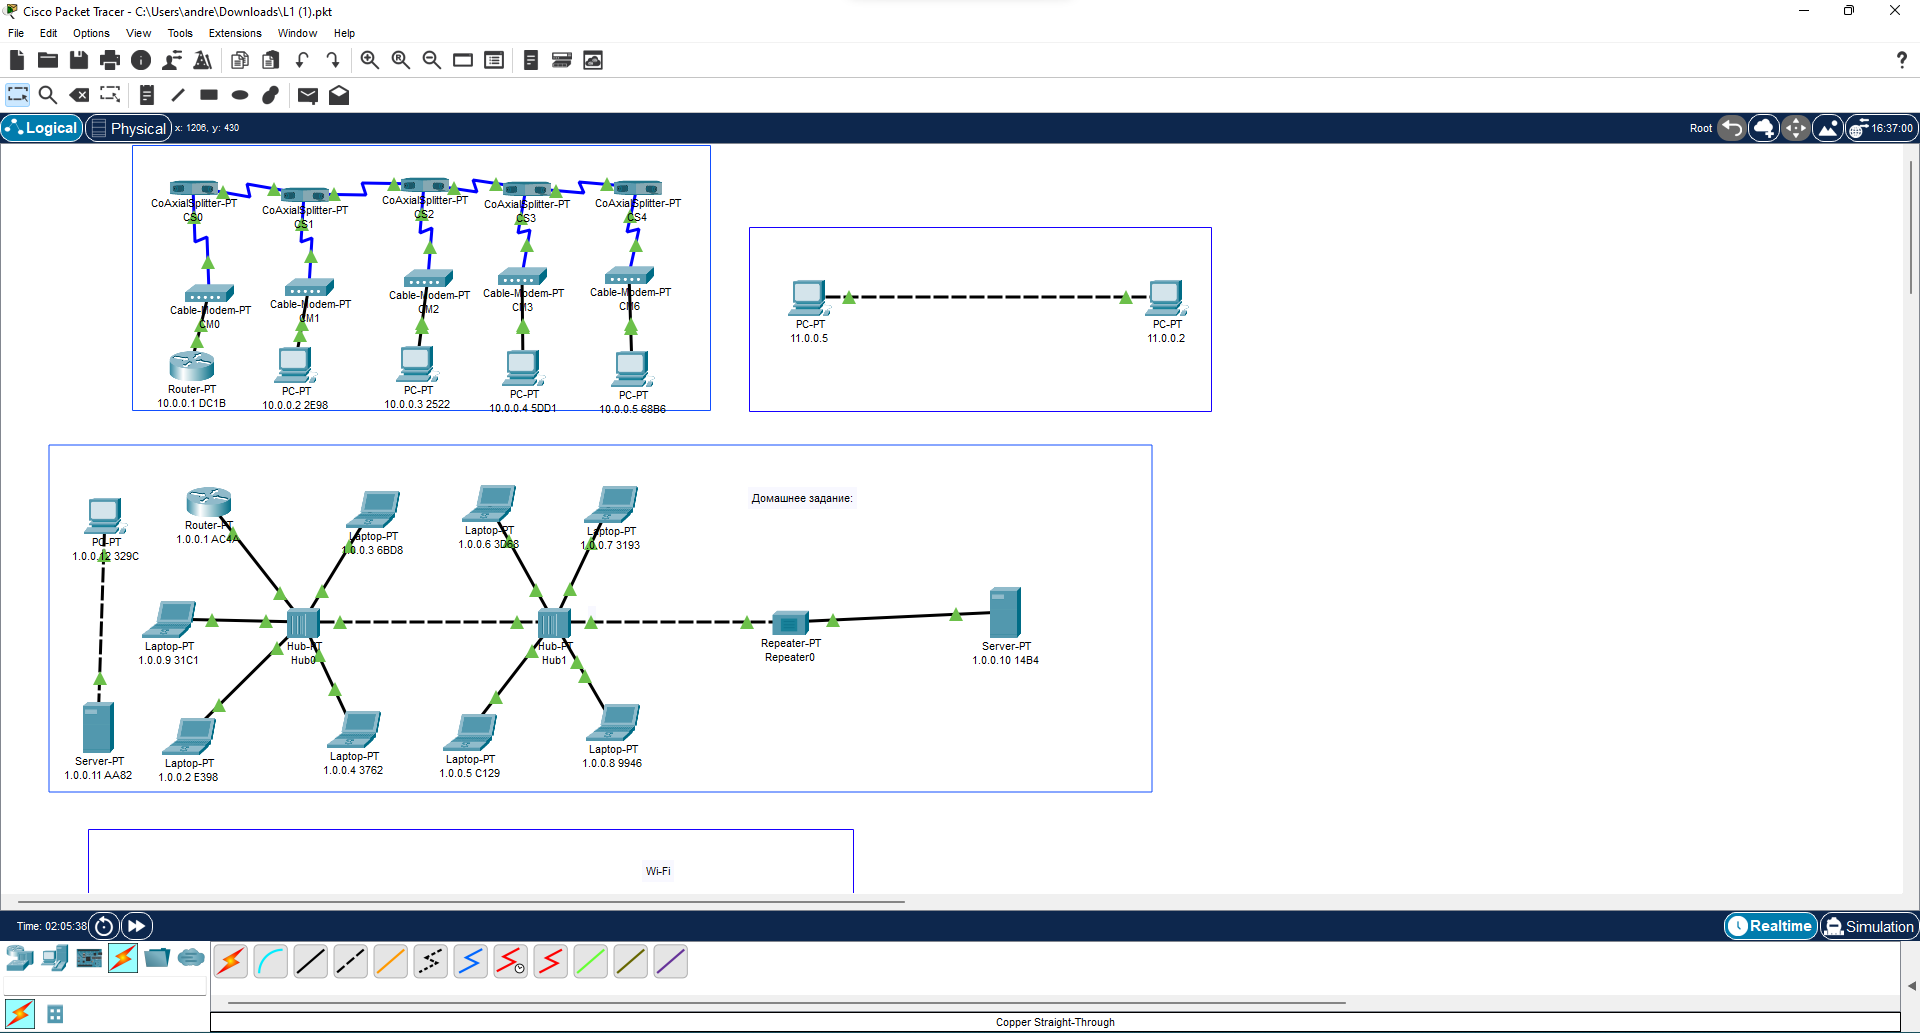 Cisco Packet Tracer - C:\Users\andre\Downloads\L1 (1).pkt
File Edit Options View Tools Extensions Window Help
Logical Physical x: 1206, y: 430 Root 16:37:00
CoAxialSplitter-PT
CS0
CoAxialSplitter-PT
CS1
CoAxialSplitter-PT
CS2
CoAxialSplitter-PT
CS3
CoAxialSplitter-PT
CS4
Cable-Modem-PT
CM0
Cable-Modem-PT
CM1
Cable-Modem-PT
CM2
Cable-Modem-PT
CM3
Cable-Modem-PT
CM6
Router-PT
10.0.0.1 DC1B
PC-PT
10.0.0.2 2E98
PC-PT
10.0.0.3 2522
PC-PT
10.0.0.4 5DD1
PC-PT
10.0.0.5 68B6
PC-PT
11.0.0.5
PC-PT
11.0.0.2
Домашнее задание:
PC-PT
1.0.0.12 329C
Router-PT
1.0.0.1 AC4A
Laptop-PT
1.0.0.3 6BD8
Laptop-PT
1.0.0.6 3D68
Laptop-PT
1.0.0.7 3193
Laptop-PT
1.0.0.9 31C1
Hub-PT
Hub0
Hub-PT
Hub1
Repeater-PT
Repeater0
Server-PT
1.0.0.10 14B4
Server-PT
1.0.0.11 AA82
Laptop-PT
1.0.0.2 E398
Laptop-PT
1.0.0.4 3762
Laptop-PT
1.0.0.5 C129
Laptop-PT
1.0.0.8 9946
Wi-Fi
Time: 02:05:38 Realtime Simulation
Copper Straight-Through